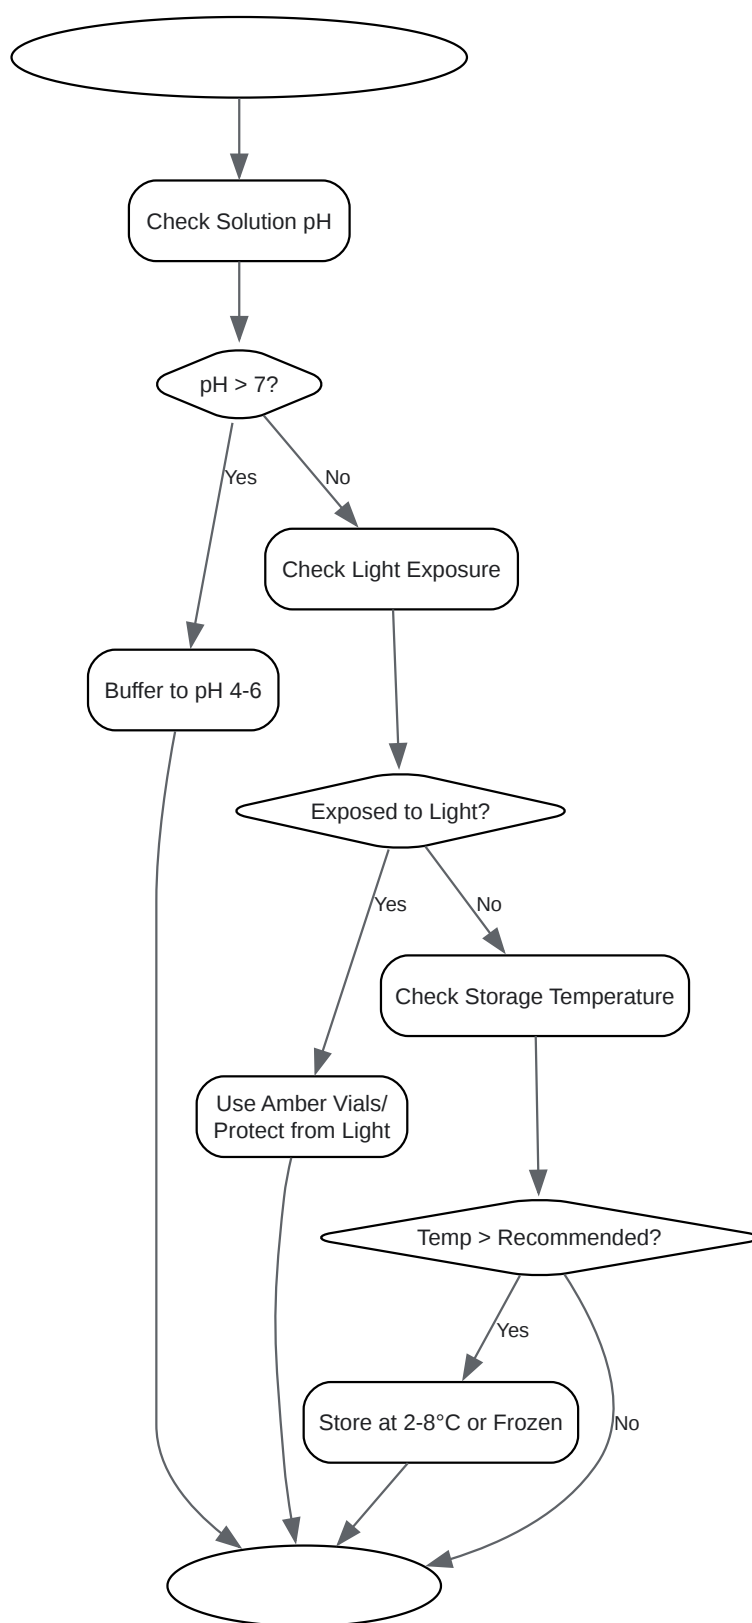 Check Solution pH
pH > 7?
Yes
No
Check Light Exposure
Buffer to pH 4-6
Exposed to Light?
Yes
No
Check Storage Temperature
Use Amber Vials/
Protect from Light
Temp > Recommended?
Yes
Store at 2-8°C or Frozen
No